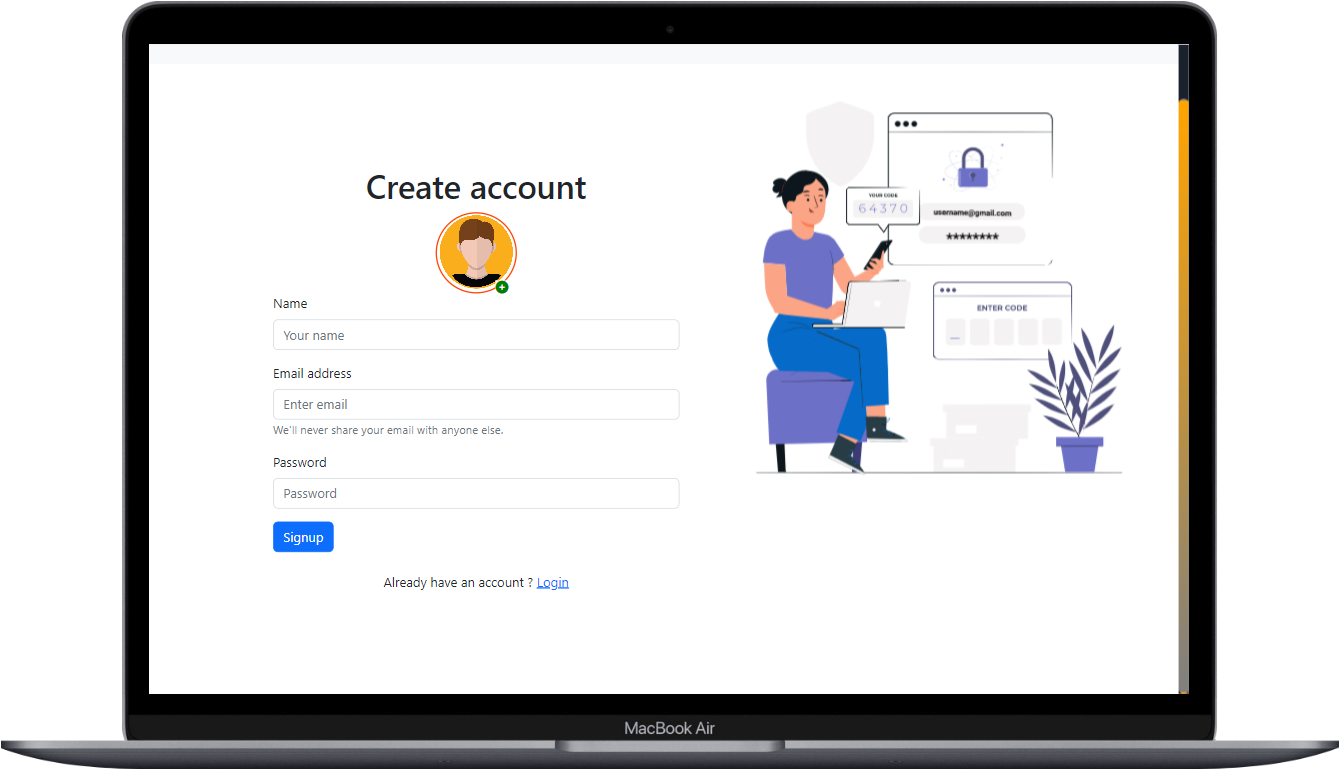 Create account
Name
Your name
Email address
Enter email
We'll never share your email with anyone else.
Password
Password
Signup
Already have an account ? Login
YOUR CODE
64370
username@gmail.com
********
ENTER CODE
MacBook Air